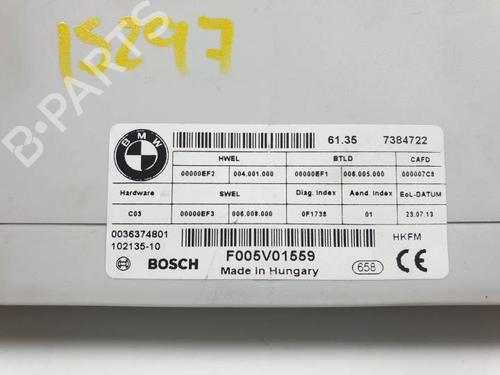 15297
B-PARTS
BMW
61.35 7384722
HWEL BTLD CAFD
00000EF2 004.001.000 00000EF1 006.005.000 000007C8
Hardware SWEL Diag. Index Aend. Index EoL-DATUM
C03 00000EF3 006.008.000 0F1738 01 23.07.13
0036374801 HKFM
102135-10
BOSCH F005V01559
Made in Hungary 658 CE